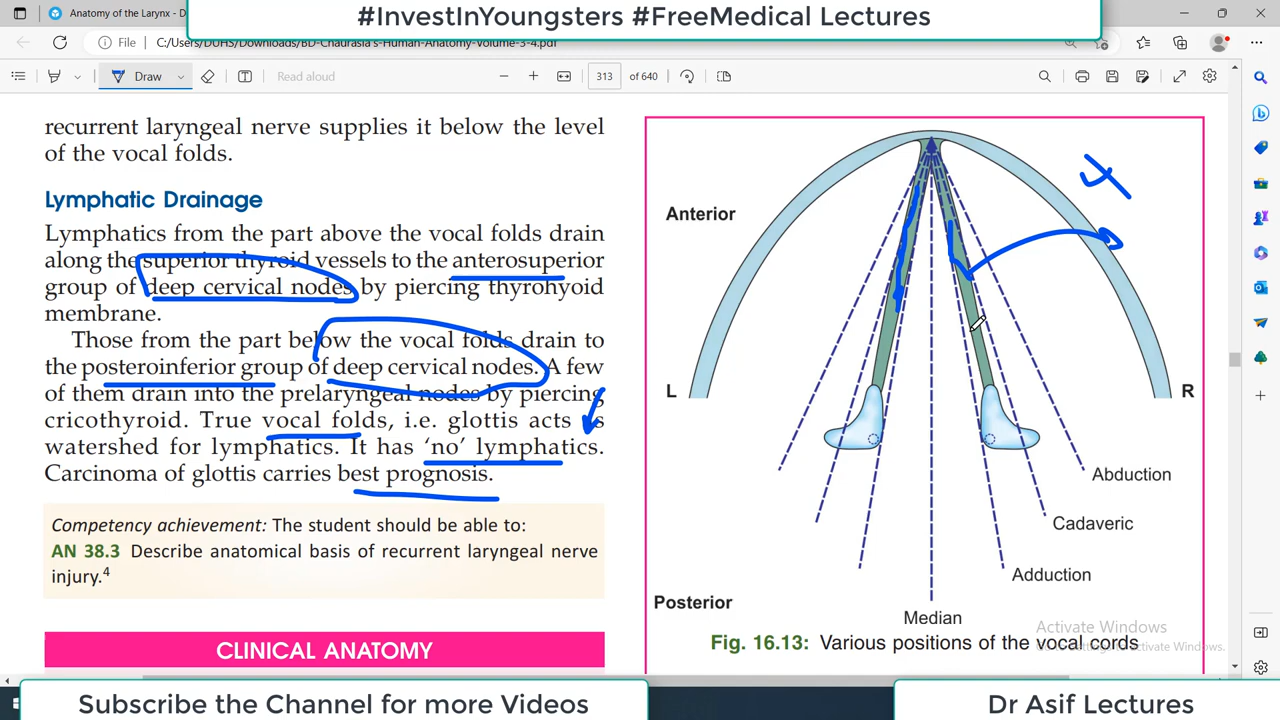 Anatomy of the Larynx - D
#InvestInYoungsters #FreeMedical Lectures
File
C:/Users/DUHS/Downloads/BD-Chaurasia's-Human-Anatomy-Volume-3-4.pdf
Draw
Read aloud
313
of 640
recurrent laryngeal nerve supplies it below the level
of the vocal folds.
Lymphatic Drainage
Lymphatics from the part above the vocal folds drain
along the superior thyroid vessels to the anterosuperior
group of deep cervical nodes by piercing thyrohyoid
membrane.
Those from the part below the vocal folds drain to
the posteroinferior group of deep cervical nodes. A few
of them drain into the prelaryngeal nodes by piercing
cricothyroid. True vocal folds, i.e. glottis acts as
watershed for lymphatics. It has ‘no’ lymphatics.
Carcinoma of glottis carries best prognosis.
Competency achievement: The student should be able to:
AN 38.3 Describe anatomical basis of recurrent laryngeal nerve
injury.4
CLINICAL ANATOMY
Anterior
L
R
Abduction
Cadaveric
Adduction
Posterior
Median
Fig. 16.13: Various positions of the vocal cords
Activate Windows
Go to Settings to activate Windows.
Subscribe the Channel for more Videos
Dr Asif Lectures